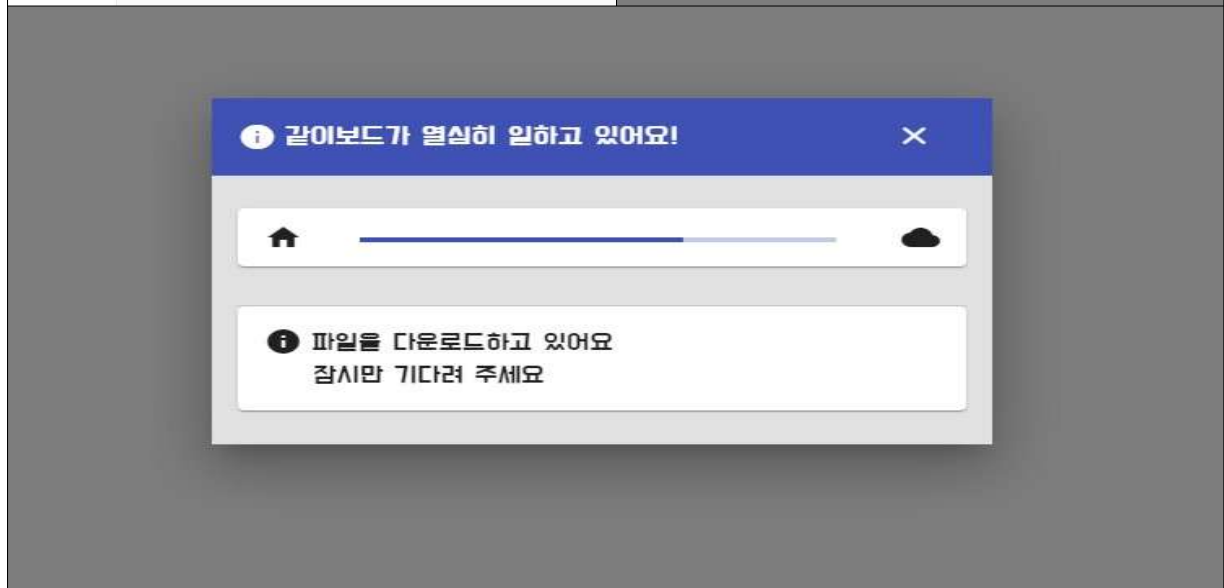 같이보드가 열심히 일하고 있어요!
파일을 다운로드하고 있어요
잠시만 기다려 주세요